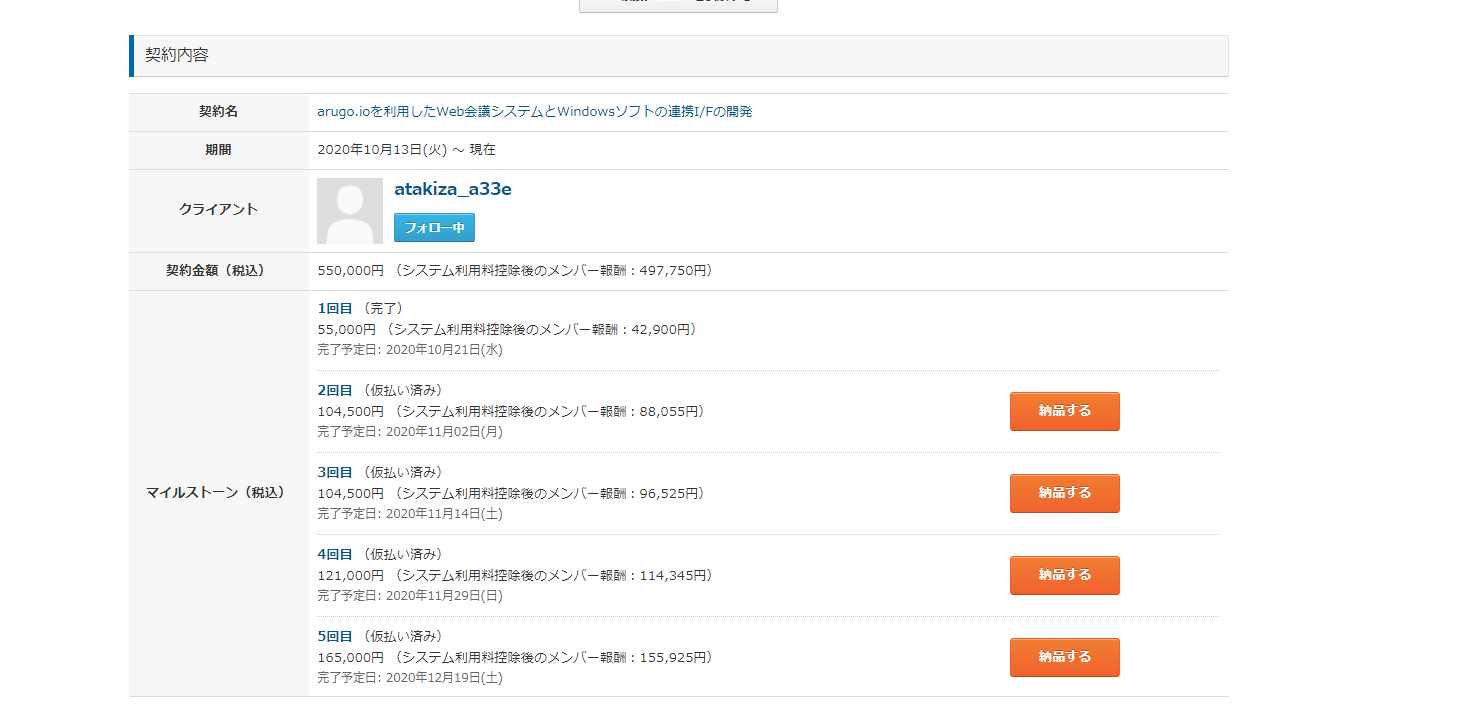 契約内容
契約名
arugo.ioを利用したWeb会議システムとWindowsソフトの連携I/Fの開発
期間
2020年10月13日(火) ～ 現在
クライアント
atakiza_a33e
フォロー中
契約金額（税込）
550,000円 （システム利用料控除後のメンバー報酬：497,750円）
マイルストーン（税込）
1回目 （完了）
55,000円 （システム利用料控除後のメンバー報酬：42,900円）
完了予定日: 2020年10月21日(水)
2回目 （仮払い済み）
104,500円 （システム利用料控除後のメンバー報酬：88,055円）
完了予定日: 2020年11月02日(月)
納品する
3回目 （仮払い済み）
104,500円 （システム利用料控除後のメンバー報酬：96,525円）
完了予定日: 2020年11月14日(土)
納品する
4回目 （仮払い済み）
121,000円 （システム利用料控除後のメンバー報酬：114,345円）
完了予定日: 2020年11月29日(日)
納品する
5回目 （仮払い済み）
165,000円 （システム利用料控除後のメンバー報酬：155,925円）
完了予定日: 2020年12月19日(土)
納品する